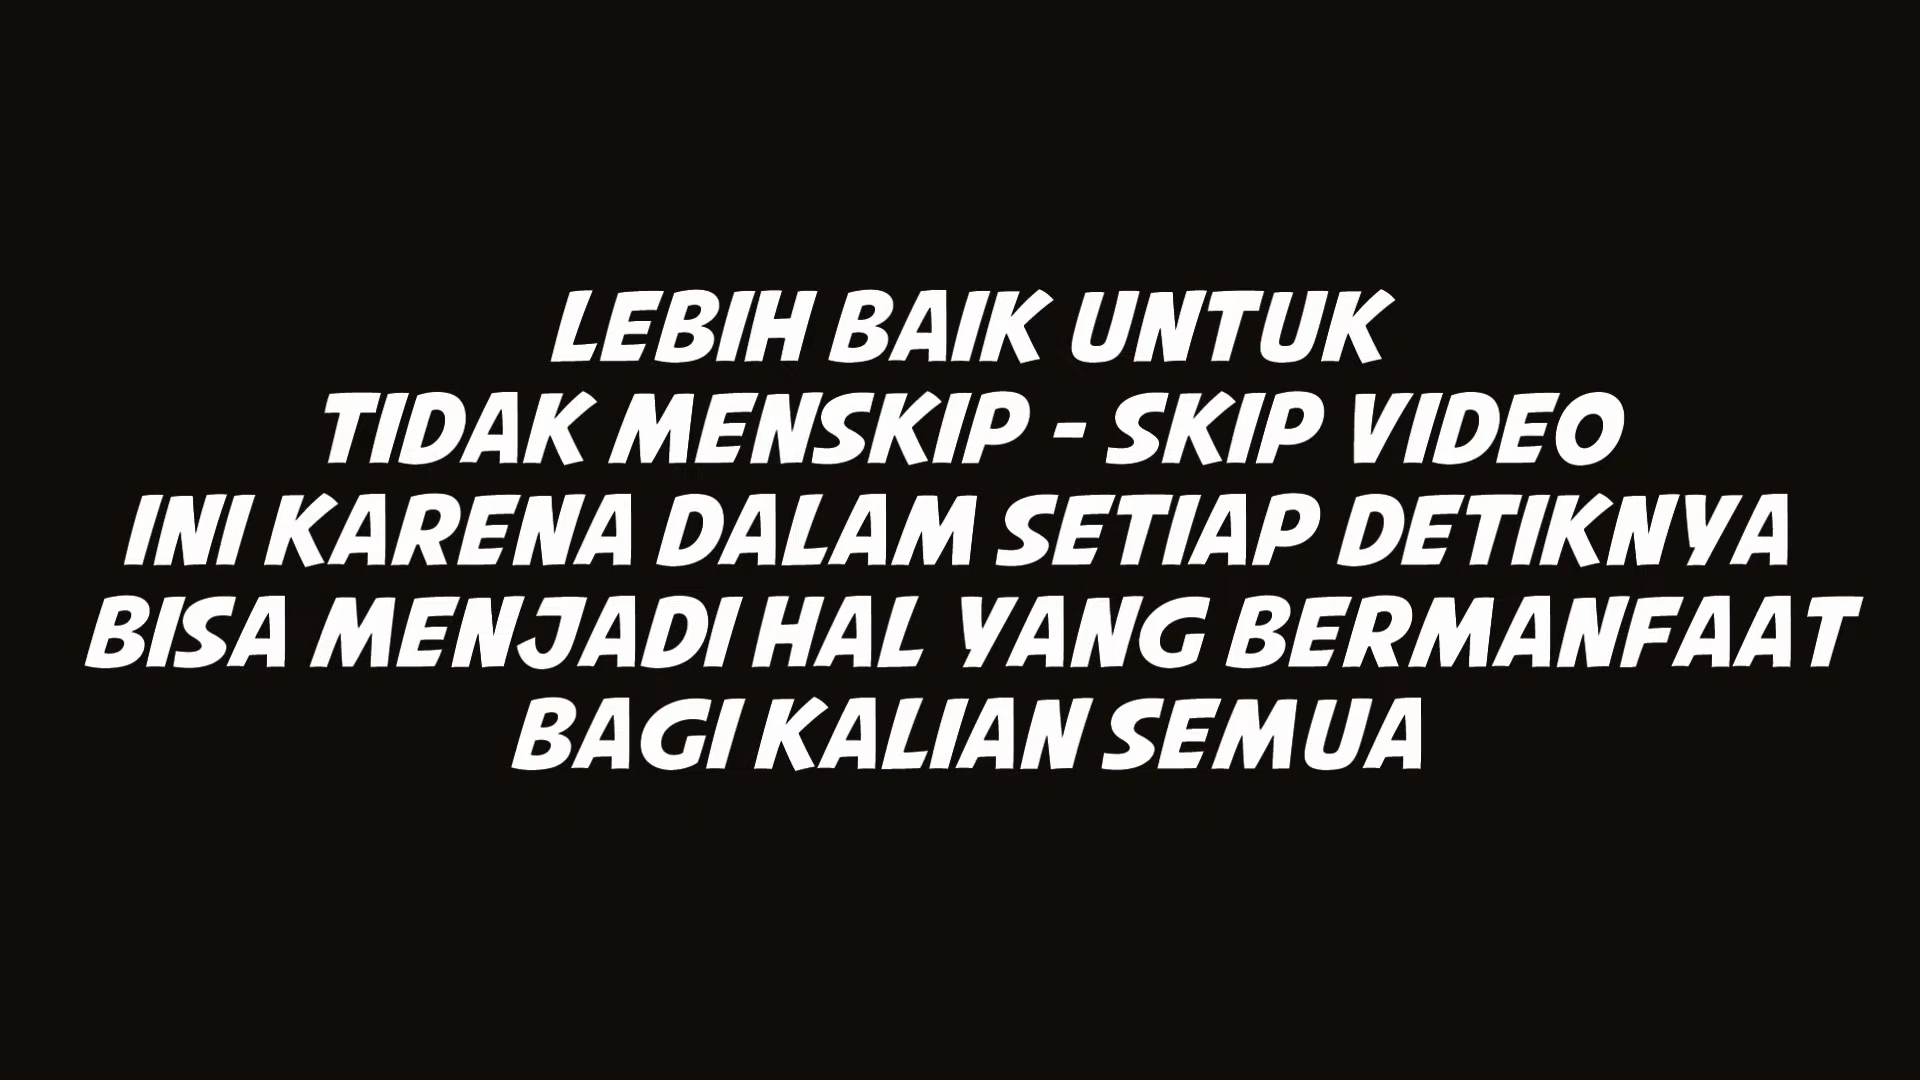 LEBIH BAIK UNTUK
TIDAK MENSKIP - SKIP VIDEO
INI KARENA DALAM SETIAP DETIKNYA
BISA MENJADI HAL YANG BERMANFAAT
BAGI KALIAN SEMUA